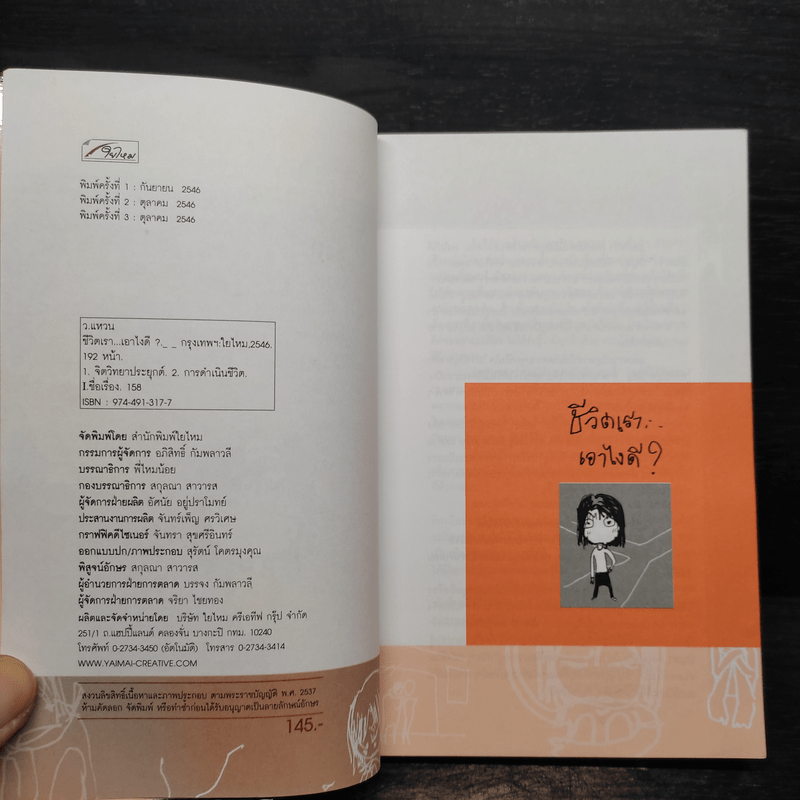 ใยไหม
พิมพ์ครั้งที่ 1 : กันยายน 2546
พิมพ์ครั้งที่ 2 : ตุลาคม 2546
พิมพ์ครั้งที่ 3 : ตุลาคม 2546
ว.แหวน
ชีวิตเรา...เอาไงดี ?._ _ กรุงเทพฯ:ใยไหม,2546.
192 หน้า.
1. จิตวิทยาประยุกต์. 2. การดำเนินชีวิต.
I.ชื่อเรื่อง. 158
ISBN : 974-491-317-7
จัดพิมพ์โดย สำนักพิมพ์ใยไหม
กรรมการผู้จัดการ อภิสิทธิ์ กัมพลาวลี
บรรณาธิการ พี่ไหมน้อย
กองบรรณาธิการ สกุลณา สาวารส
ผู้จัดการฝ่ายผลิต อัศนัย อยู่ปราโมทย์
ประสานงานการผลิต จันทร์เพ็ญ ศรวิเศษ
กราฟฟิคดีไซเนอร์ จันทรา สุขศรีอินทร์
ออกแบบปก/ภาพประกอบ สุรัตน์ โคตรมุงคุณ
พิสูจน์อักษร สกุลณา สาวารส
ผู้อำนวยการฝ่ายการตลาด บรรจง กัมพลาวลี
ผู้จัดการฝ่ายการตลาด จริยา ไชยทอง
ผลิตและจัดจำหน่ายโดย บริษัท ใยไหม ครีเอทีฟ กรุ๊ป จำกัด
251/1 ถ.แฮปปี้แลนด์ คลองจั่น บางกะปิ กทม. 10240
โทรศัพท์ 0-2734-3450 (อัตโนมัติ) โทรสาร 0-2734-3414
WWW.YAIMAI-CREATIVE.COM
สงวนลิขสิทธิ์เนื้อหาและภาพประกอบ ตามพระราชบัญญัติ พ.ศ. 2537
ห้ามคัดลอก จัดพิมพ์ หรือทำซ้ำก่อนได้รับอนุญาตเป็นลายลักษณ์อักษร
145.-
ชีวิตเรา...
เอาไงดี?